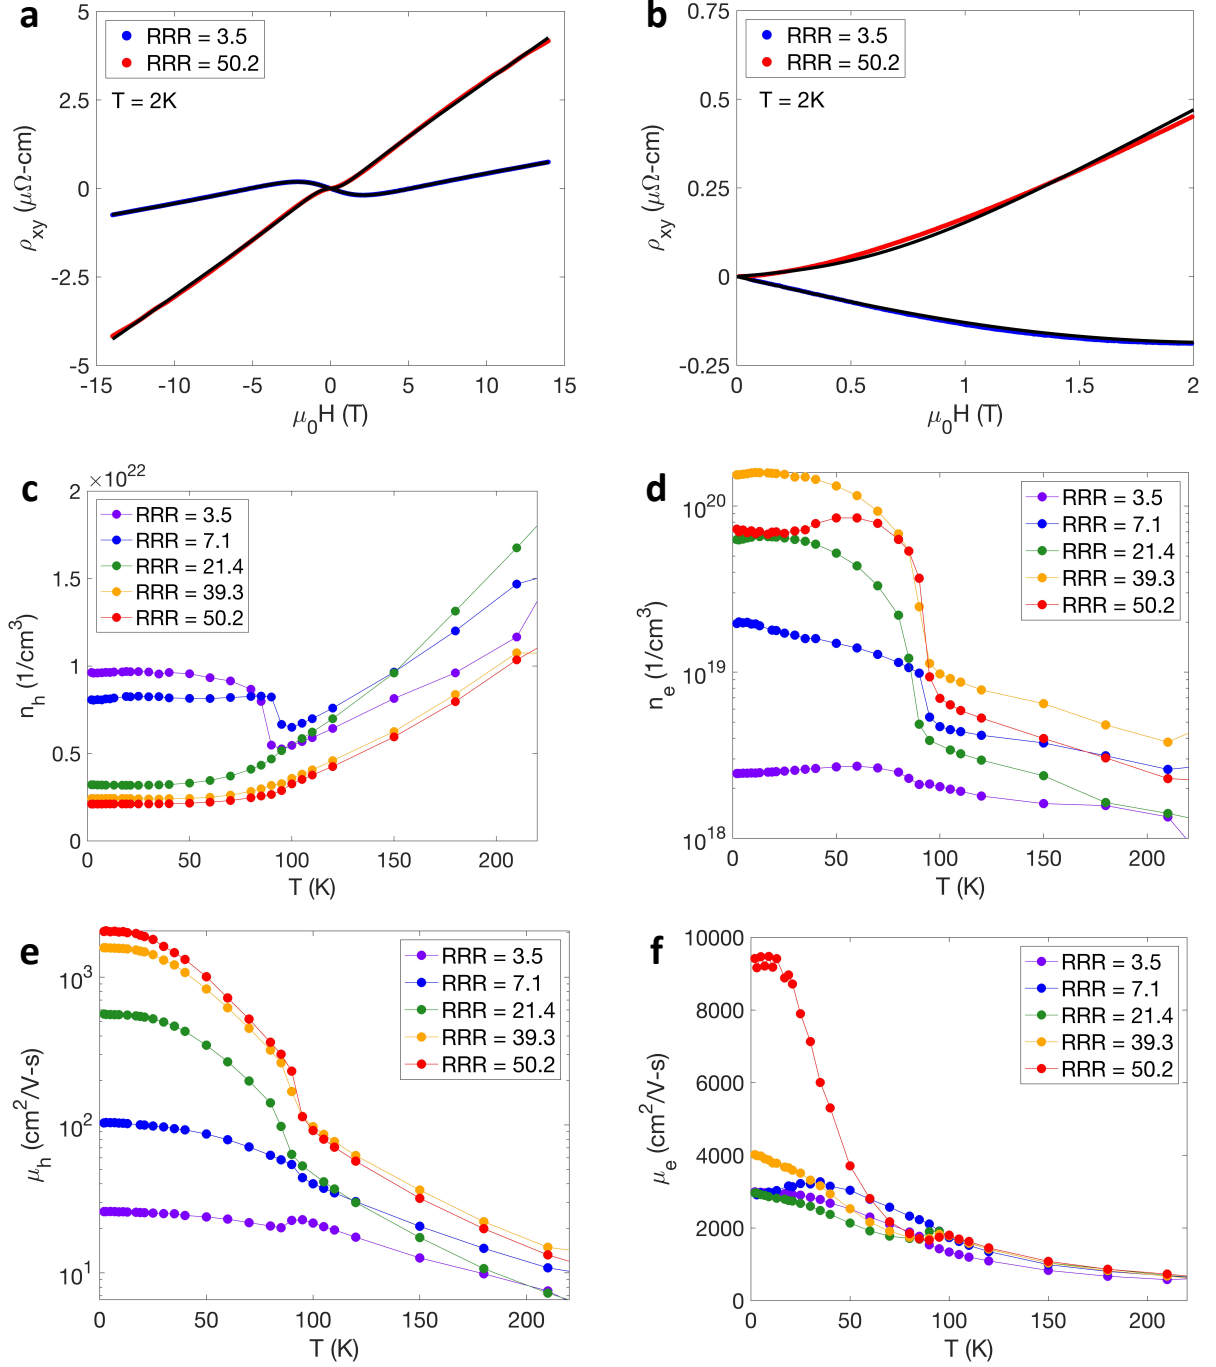 a
RRR = 3.5
RRR = 50.2
T = 2K
5
2.5
0
-2.5
-5
ρxy (μΩ-cm)
-15 -10 -5 0 5 10 15
μ0H (T)
b
RRR = 3.5
RRR = 50.2
T = 2K
0.75
0.5
0.25
0
-0.25
ρxy (μΩ-cm)
0 0.5 1 1.5 2
μ0H (T)
c
×10^22
RRR = 3.5
RRR = 7.1
RRR = 21.4
RRR = 39.3
RRR = 50.2
2
1.5
1
0.5
0
nh (1/cm^3)
0 50 100 150 200
T (K)
d
RRR = 3.5
RRR = 7.1
RRR = 21.4
RRR = 39.3
RRR = 50.2
10^20
10^19
10^18
ne (1/cm^3)
0 50 100 150 200
T (K)
e
RRR = 3.5
RRR = 7.1
RRR = 21.4
RRR = 39.3
RRR = 50.2
10^3
10^2
10^1
μh (cm^2/V-s)
0 50 100 150 200
T (K)
f
RRR = 3.5
RRR = 7.1
RRR = 21.4
RRR = 39.3
RRR = 50.2
10000
8000
6000
4000
2000
0
μe (cm^2/V-s)
0 50 100 150 200
T (K)